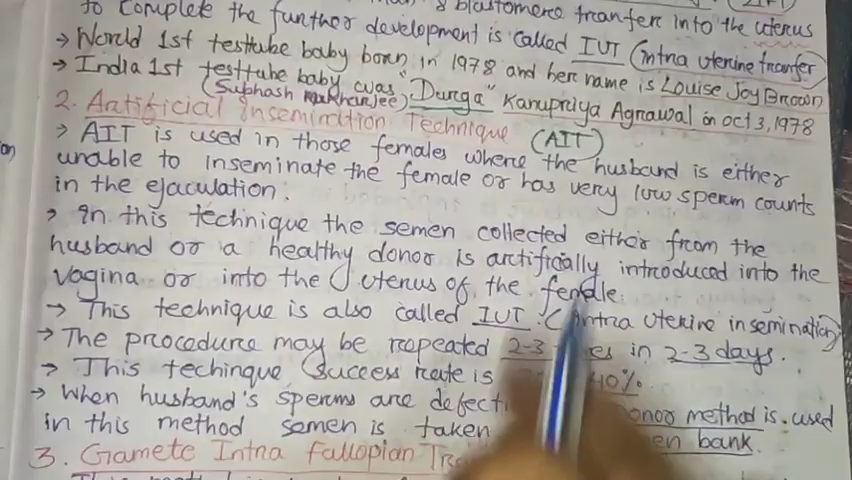 to complete the further development is called IUT (intra uterine transfer)
8 blastomere tranfer into the uterus
→ World 1st testtube baby born in 1978 and her name is Louise Joy Brown
→ India 1st testtube baby was "Durga" Kanupriya Agrawal on oct 3, 1978
(Subhash Mukharjee)
2. Artificial Insemination Technique (AIT)
→ AIT is used in those females where the husband is either
unable to inseminate the female or has very low sperm counts
in the ejaculation.
→ In this technique the semen collected either from the
husband or a healthy donor is artificially introduced into the
vagina or into the uterus of the female.
→ This technique is also called IUT (intra uterine insemination)
→ The procedure may be repeated 2-3 in 2-3 days.
→ This techinque success rate is 40%.
→ When husband's sperms are donor method is used
in this method semen is taken bank.
3. Gamete Intra Fallopian